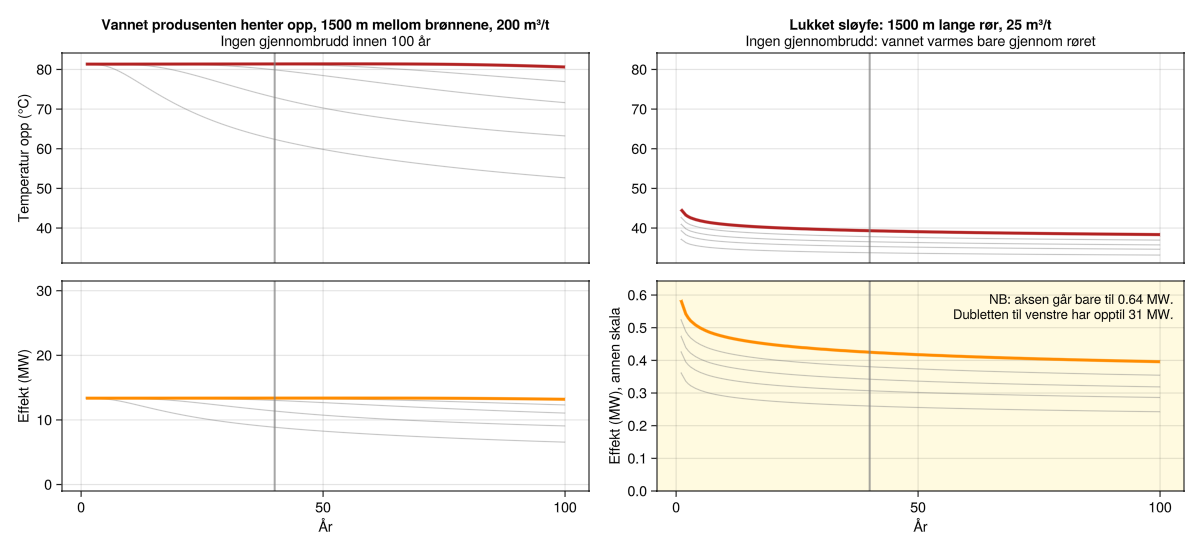 Vannet produsenten henter opp, 1500 m mellom brønnene, 200 m³/t
Ingen gjennombrudd innen 100 år
Temperatur opp (°C)
80
70
60
50
40
Lukket sløyfe: 1500 m lange rør, 25 m³/t
Ingen gjennombrudd: vannet varmes bare gjennom røret
80
70
60
50
40
Effekt (MW)
30
20
10
0
0
50
100
År
Effekt (MW), annen skala
0.6
0.5
0.4
0.3
0.2
0.1
0.0
NB: aksen går bare til 0.64 MW.
Dubletten til venstre har opptil 31 MW.
0
50
100
År